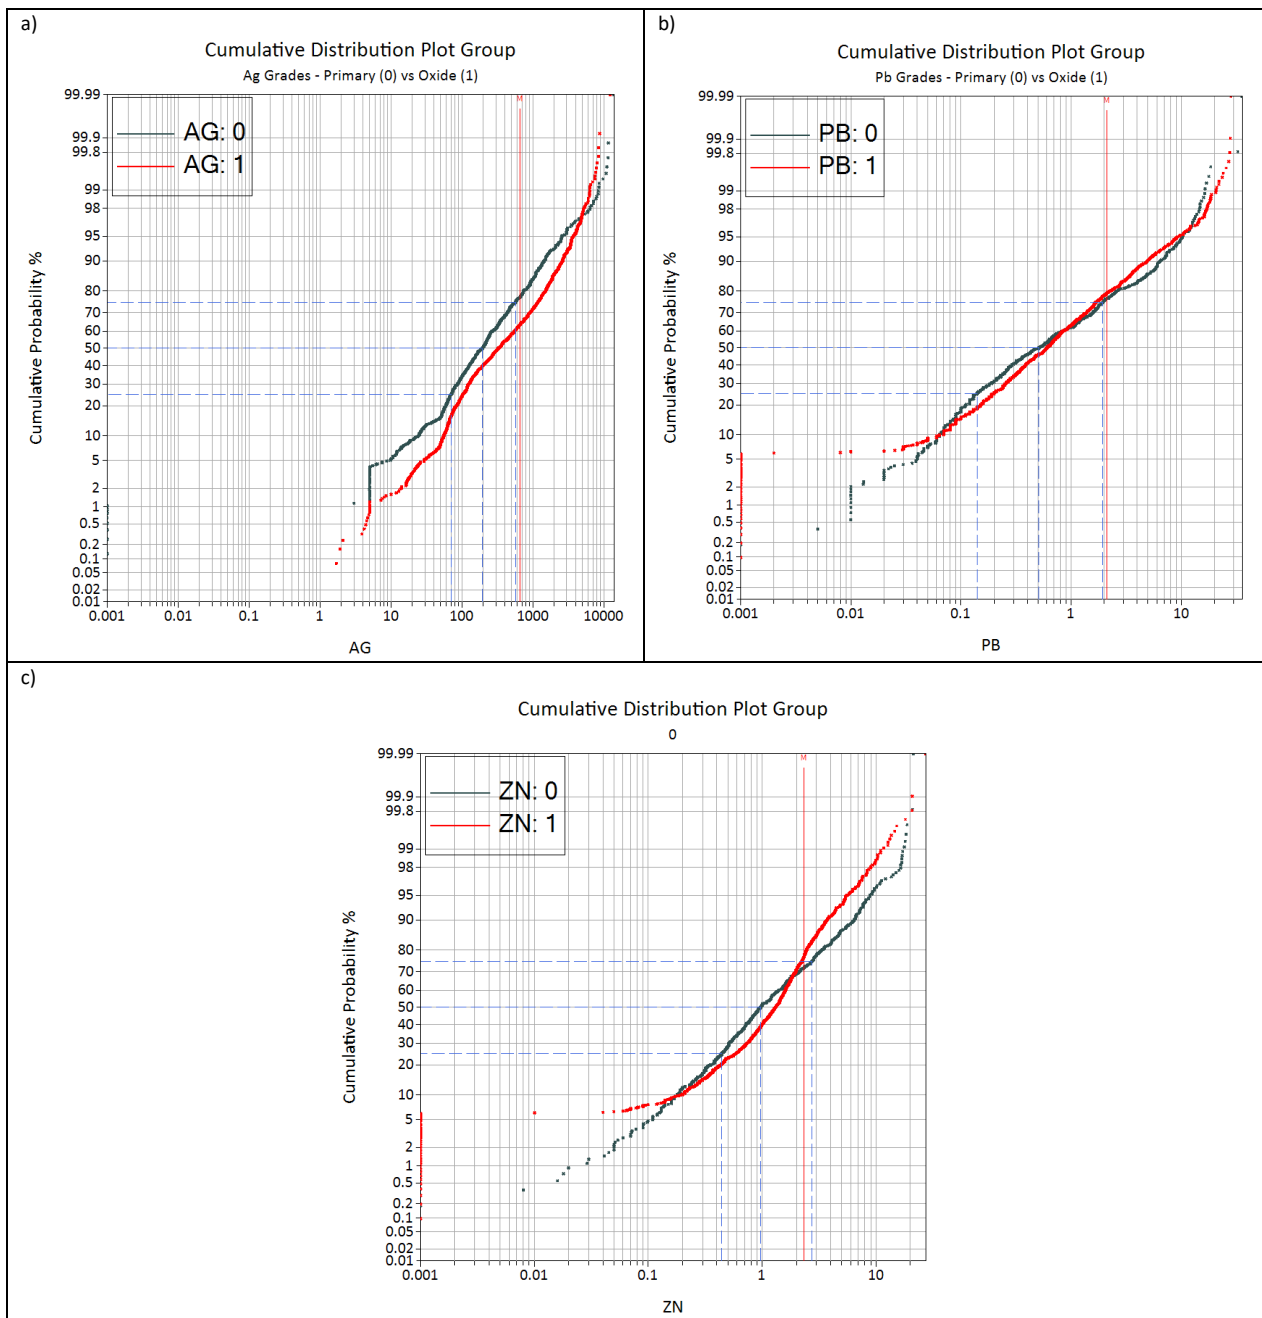 a)
Cumulative Distribution Plot Group
Ag Grades - Primary (0) vs Oxide (1)
M
AG: 0
AG: 1
Cumulative Probability %
99.99
99.9
99.8
99
98
95
90
80
70
60
50
40
30
20
10
5
2
1
0.5
0.2
0.1
0.05
0.02
0.01
0.001 0.01 0.1 1 10 100 1000 10000
AG
b)
Cumulative Distribution Plot Group
Pb Grades - Primary (0) vs Oxide (1)
M
PB: 0
PB: 1
Cumulative Probability %
99.99
99.9
99.8
99
98
95
90
80
70
60
50
40
30
20
10
5
2
1
0.5
0.2
0.1
0.05
0.02
0.01
0.001 0.01 0.1 1 10
PB
c)
Cumulative Distribution Plot Group
0
M
ZN: 0
ZN: 1
Cumulative Probability %
99.99
99.9
99.8
99
98
95
90
80
70
60
50
40
30
20
10
5
2
1
0.5
0.2
0.1
0.05
0.02
0.01
0.001 0.01 0.1 1 10
ZN